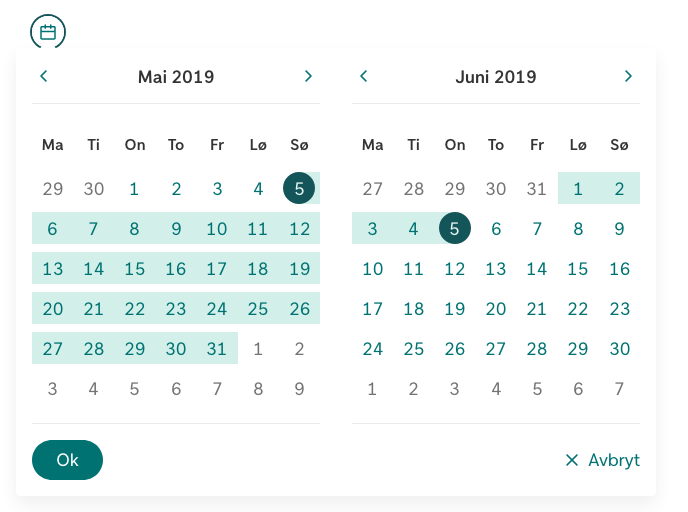 Mai 2019
Ma Ti On To Fr Lø Sø
29 30 1 2 3 4 5
6 7 8 9 10 11 12
13 14 15 16 17 18 19
20 21 22 23 24 25 26
27 28 29 30 31 1 2
3 4 5 6 7 8 9
Juni 2019
Ma Ti On To Fr Lø Sø
27 28 29 30 31 1 2
3 4 5 6 7 8 9
10 11 12 13 14 15 16
17 18 19 20 21 22 23
24 25 26 27 28 29 30
1 2 3 4 5 6 7
Ok
Avbryt